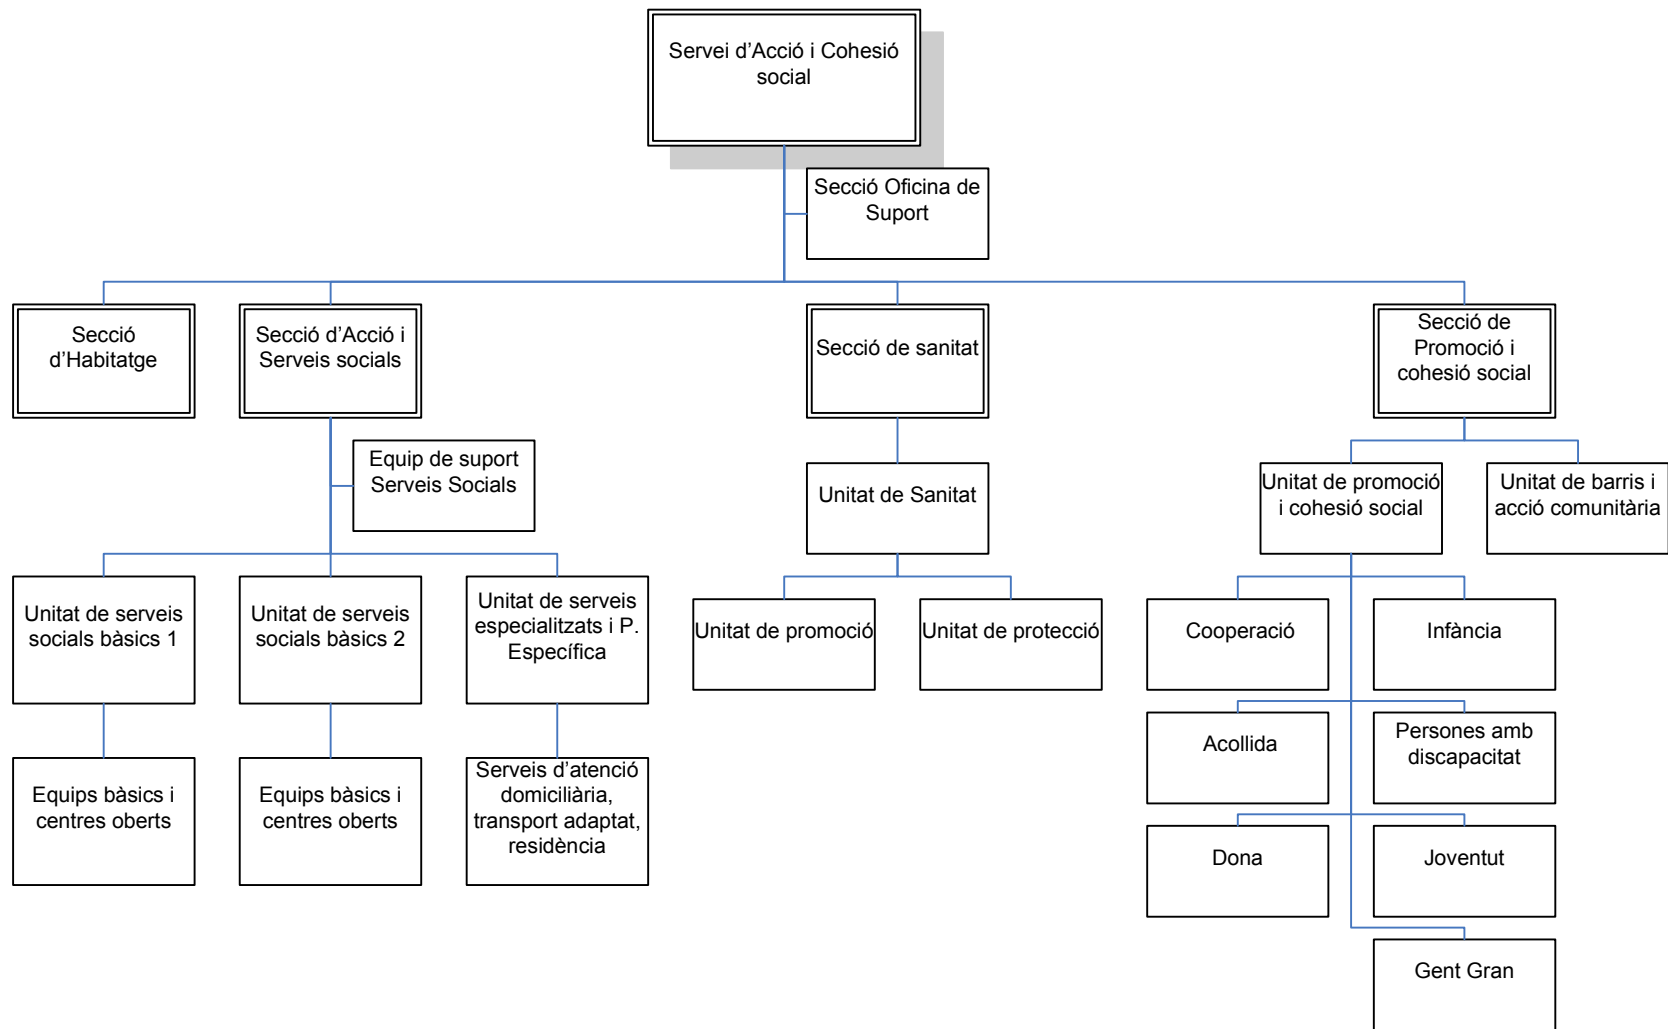 Servei d’Acció i Cohesió
social
Secció Oficina de
Suport
Secció
d’Habitatge
Secció d’Acció i
Serveis socials
Secció de sanitat
Secció de
Promoció i
cohesió social
Equip de suport
Serveis Socials
Unitat de Sanitat
Unitat de promoció
i cohesió social
Unitat de barris i
acció comunitària
Unitat de serveis
socials bàsics 1
Unitat de serveis
socials bàsics 2
Unitat de serveis
especialitzats i P.
Específica
Unitat de promoció
Unitat de protecció
Cooperació
Infància
Acollida
Persones amb
discapacitat
Equips bàsics i
centres oberts
Equips bàsics i
centres oberts
Serveis d’atenció
domiciliària,
transport adaptat,
residència
Dona
Joventut
Gent Gran